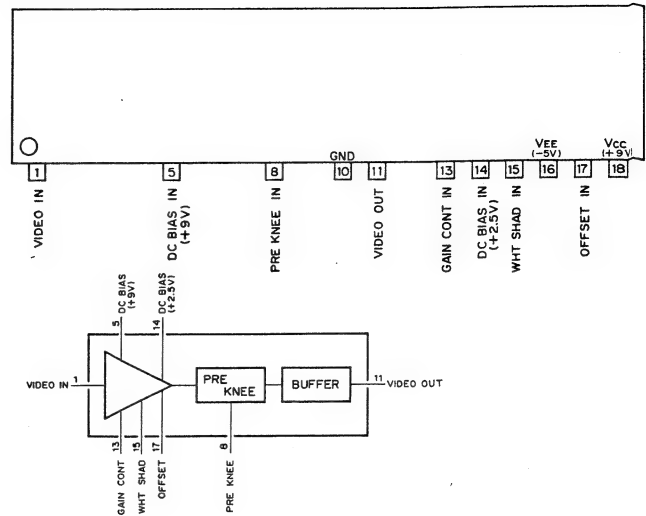 GND
VEE
(-5V)
VCC
(+9V)
1
5
8
10
11
13
14
15
16
17
18
VIDEO IN
DC BIAS IN
(+9V)
PRE KNEE IN
VIDEO OUT
GAIN CONT IN
DC BIAS IN
(+2.5V)
WHT SHAD IN
OFFSET IN
5 DC BIAS
(+9V)
14 DC BIAS
(+2.5V)
VIDEO IN 1
PRE
KNEE
BUFFER
11 VIDEO OUT
13
GAIN CONT
15
WHT SHAD
17
OFFSET
8
PRE KNEE